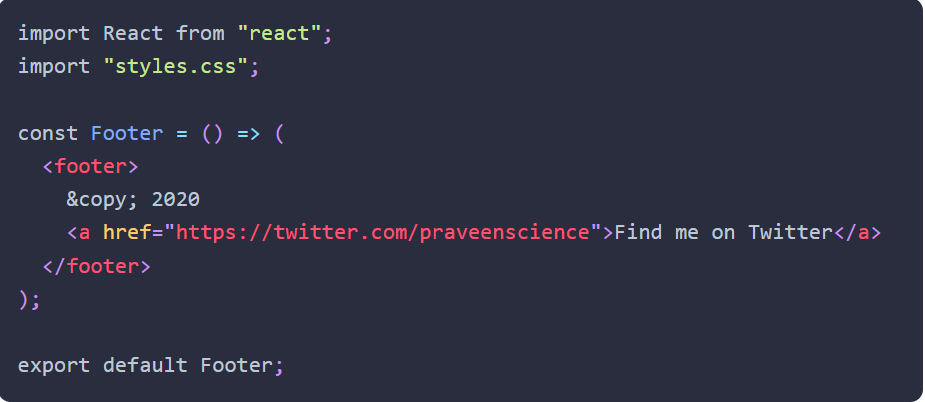 import React from "react";
import "styles.css";
const Footer = () => (
<footer>
&copy; 2020
<a href="https://twitter.com/praveenscience">Find me on Twitter</a>
</footer>
);
export default Footer;